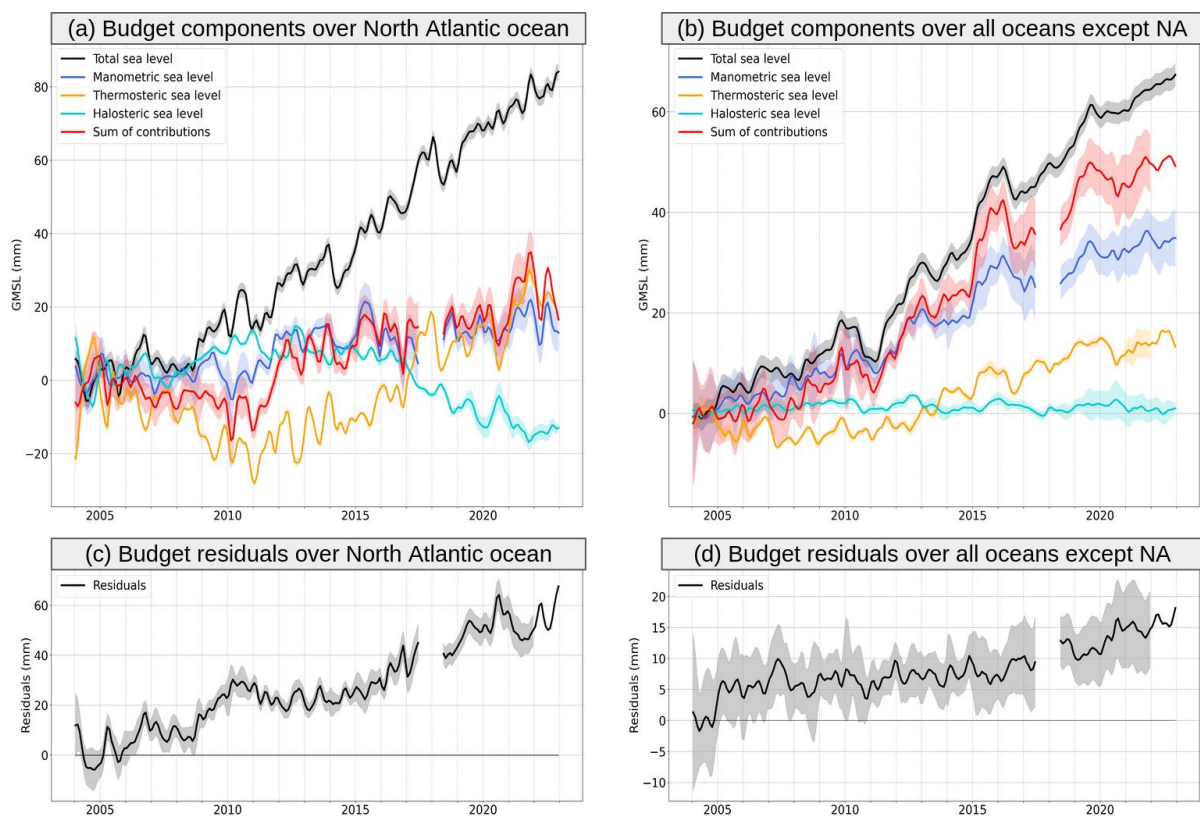 (a) Budget components over North Atlantic ocean
Total sea level
Manometric sea level
Thermosteric sea level
Halosteric sea level
Sum of contributions
GMSL (mm)
80
60
40
20
0
−20
2005 2010 2015 2020
(b) Budget components over all oceans except NA
Total sea level
Manometric sea level
Thermosteric sea level
Halosteric sea level
Sum of contributions
GMSL (mm)
60
40
20
0
2005 2010 2015 2020
(c) Budget residuals over North Atlantic ocean
Residuals
Residuals (mm)
60
40
20
0
2005 2010 2015 2020
(d) Budget residuals over all oceans except NA
Residuals
Residuals (mm)
20
15
10
5
0
−5
−10
2005 2010 2015 2020